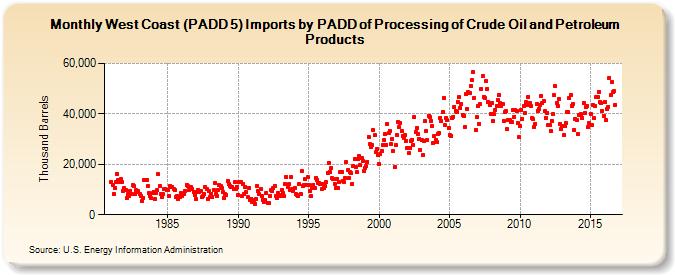 Monthly West Coast (PADD 5) Imports by PADD of Processing of Crude Oil and Petroleum
Products
Thousand Barrels
60,000
40,000
20,000
0
1985
1990
1995
2000
2005
2010
2015
Source: U.S. Energy Information Administration